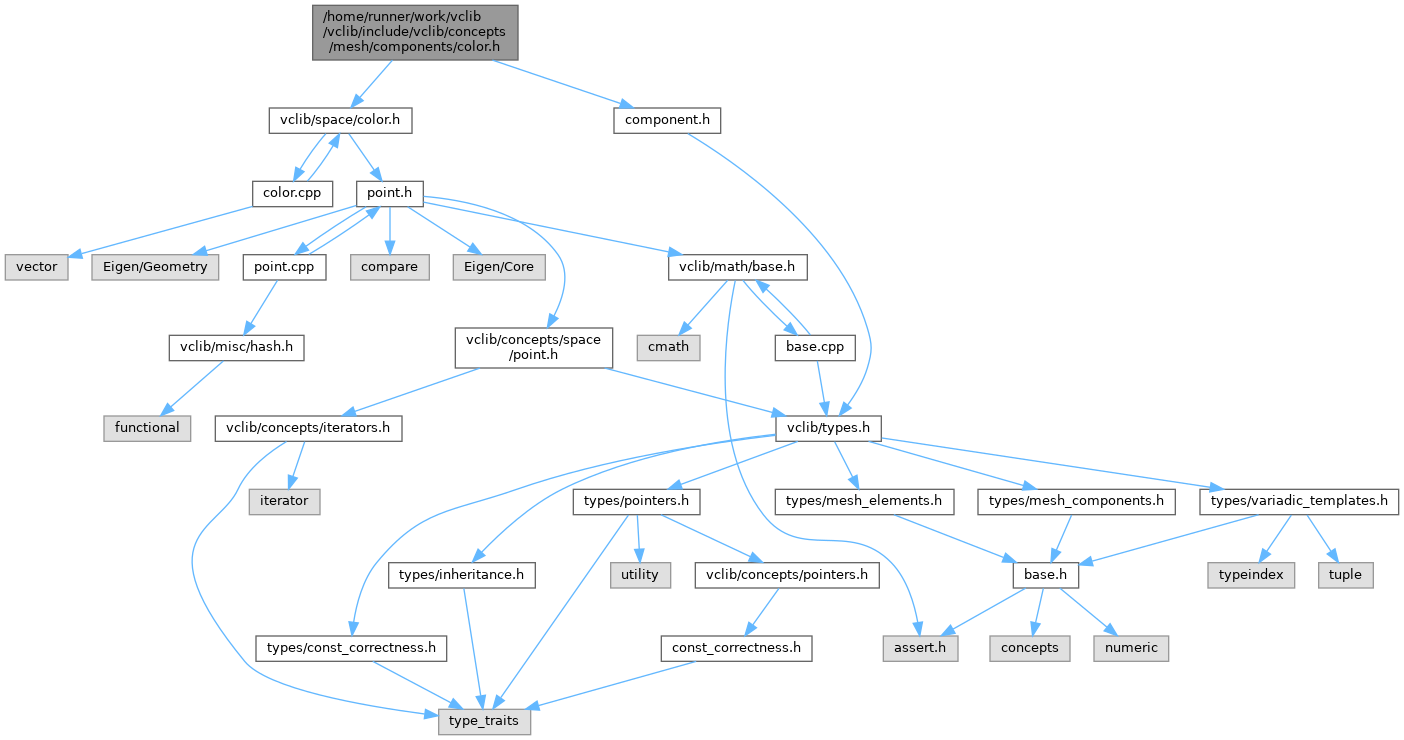 /home/runner/work/vclib
/vclib/include/vclib/concepts
/mesh/components/color.h
vclib/space/color.h
component.h
color.cpp
point.h
vector
Eigen/Geometry
point.cpp
compare
Eigen/Core
vclib/math/base.h
vclib/misc/hash.h
vclib/concepts/space
/point.h
cmath
base.cpp
functional
vclib/concepts/iterators.h
vclib/types.h
iterator
types/pointers.h
types/mesh_elements.h
types/mesh_components.h
types/variadic_templates.h
types/inheritance.h
utility
vclib/concepts/pointers.h
base.h
typeindex
tuple
types/const_correctness.h
const_correctness.h
assert.h
concepts
numeric
type_traits